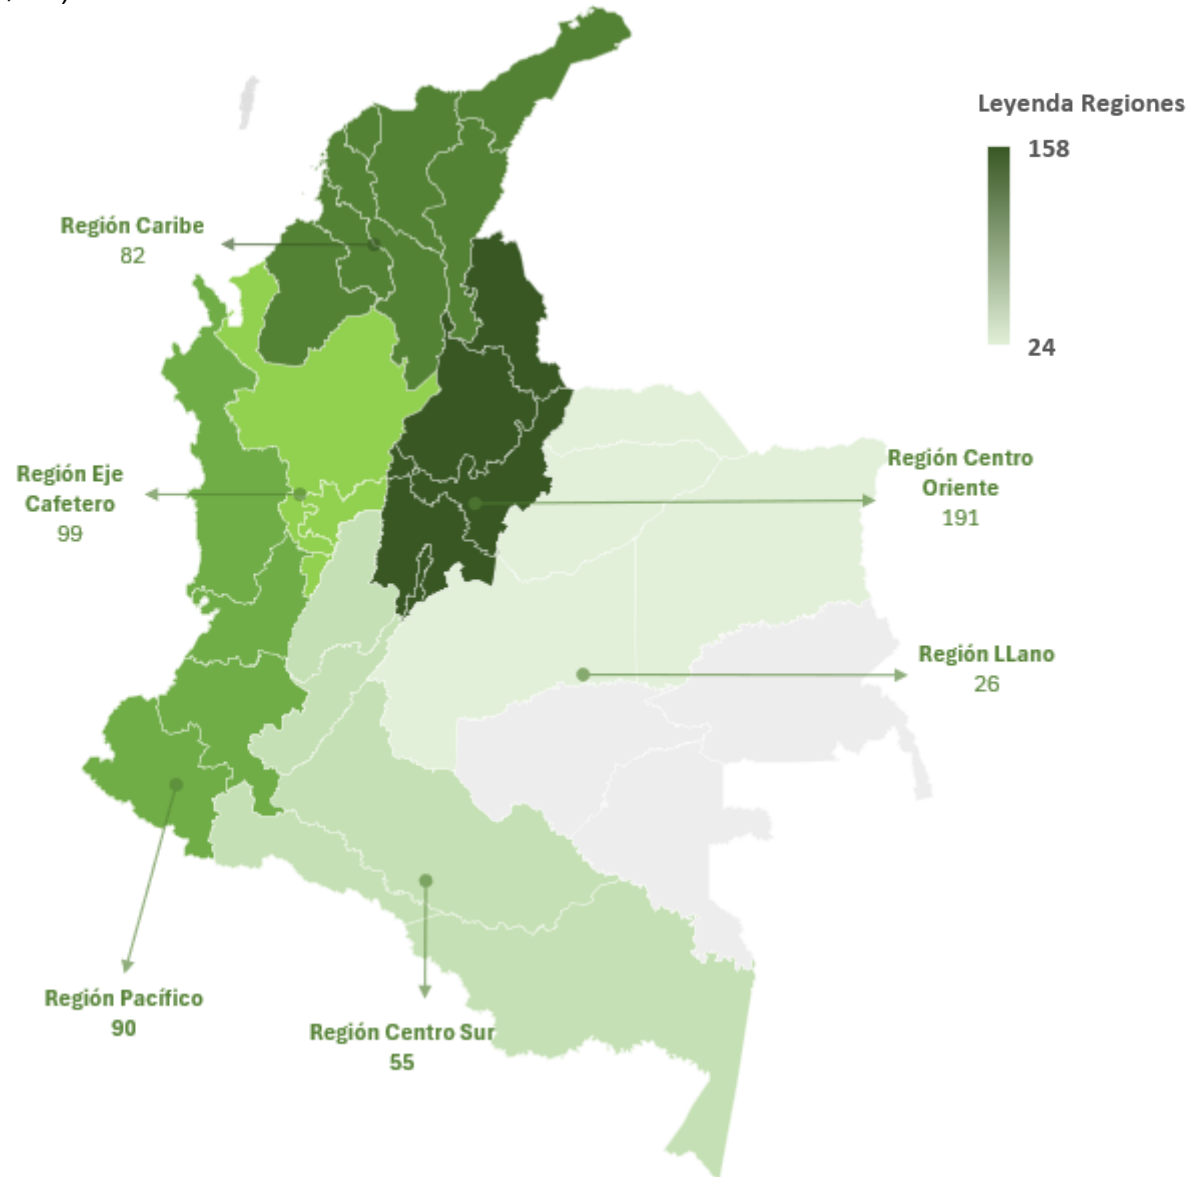 Leyenda Regiones
158
24
Región Caribe
82
Región Eje
Cafetero
99
Región Centro
Oriente
191
Región LLano
26
Región Pacífico
90
Región Centro Sur
55